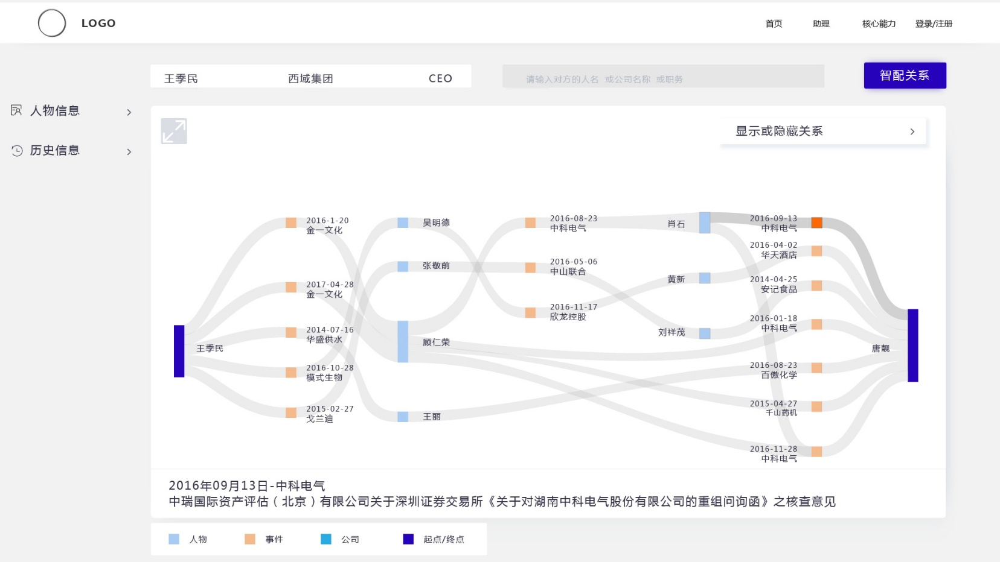 LOGO
首页 助理 核心能力 登录/注册
王季民 西域集团 CEO
请输入对方的人名 或公司名称 或职务
智配关系
人物信息
历史信息
显示或隐藏关系
王季民
2016-1-20
金一文化
2017-04-28
金一文化
2014-07-16
华盛供水
2016-10-28
模式生物
2015-02-27
戈兰迪
吴明德
张敬前
顾仁荣
王丽
2016-08-23
中科电气
2016-05-06
中山联合
2016-11-17
欣龙控股
肖石
黄新
刘祥茂
2016-09-13
中科电气
2016-04-02
华天酒店
2014-04-25
安记食品
2016-01-18
中科电气
2016-08-23
百傲化学
2015-04-27
千山药机
2016-11-28
中科电气
唐靓
2016年09月13日-中科电气
中瑞国际资产评估（北京）有限公司关于深圳证券交易所《关于对湖南中科电气股份有限公司的重组问询函》之核查意见
人物 事件 公司 起点/终点